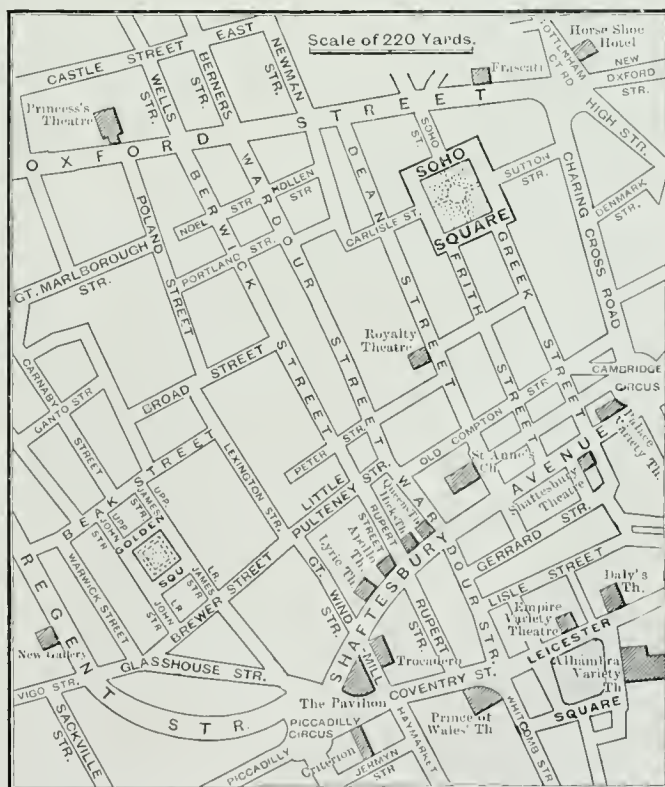 Scale of 220 Yards.
Horse Shoe
Hotel
TOTTENHAM
CT RD
NEW
OXFORD
STR.
HIGH STR.
Frascati
CASTLE STREET EAST
WELLS
STR.
BERNERS
STR.
NEWMAN
STR.
Princess's
Theatre
OXFORD STREET
SOHO
ST.
SOHO
SQUARE
SUTTON
STR.
DENMARK
STR.
CHARING CROSS ROAD
DEAN STREET
HOLLEN
STR
NOEL STR
WARDOUR STREET
BERWICK STREET
PORTLAND STR.
CARLISLE ST.
POLAND
STREET
GT. MARLBOROUGH
STR.
FRITH
STREET
GREEK
STREET
Royalty
Theatre
CAMBRIDGE
CIRCUS
CARNABY
STREET
BROAD STREET
OLD COMPTON STR
Palace
Variety Th.
St Anne's
Ch.
PETER STR
LITTLE
PULTENEY STR.
LEXINGTON STR.
BEAK STREET
UPP.
JAMES
STR
UPP
JOHN
STR
GOLDEN
SQU
LR.
JAMES
STR
LR
JOHN
STR
WARWICK STREET
REGENT STR.
BREWER STREET
Queen's Th.
Hicks Th.
Apollo
Th.
Lyric Th.
RUPERT
STREET
WARDOUR STR.
SHAFTESBURY AVENUE
Shaftesbury
Theatre
GERRARD STR.
LISLE STREET
Daly's
Th.
Empire
Variety
Theatre
GT. WIND
MILL
STR.
RUPERT
STR.
Trocadero
LEICESTER
SQUARE
Alhambra
Variety
Th
New Gallery
GLASSHOUSE STR.
VIGO STR.
SACKVILLE
STR.
The Pavilion
COVENTRY ST.
Prince of
Wales' Th
WHITCOMB STR
PICCADILLY
CIRCUS
HAYMARKET
PICCADILLY
Criterion
JERMYN
STR